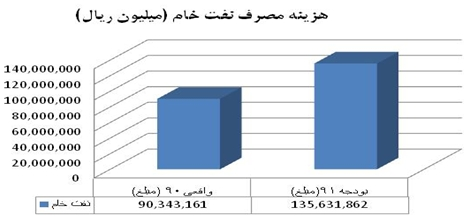 هزینه مصرف نفت خام (میلیون ریال)
140,000,000
120,000,000
100,000,000
80,000,000
60,000,000
40,000,000
20,000,000
0
واقعی ۹۰ (مبلغ)
بودجه ۹۱ (مبلغ)
نفت خام
90,343,161
135,631,862